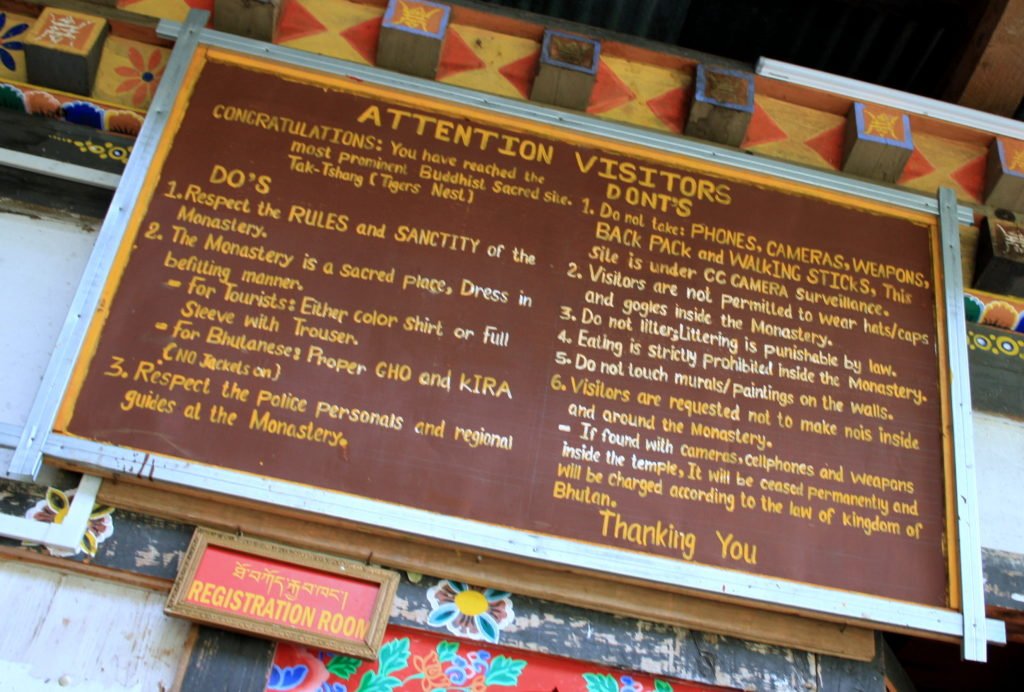 ATTENTION VISITORS
CONGRATULATIONS: You have reached the
most prominent Buddhist Sacred site.
Tak-Tshang (Tigers Nest)
DO'S
1. Respect the RULES and SANCTITY of the
Monastery.
2. The Monastery is a sacred place, Dress in
befitting manner.
- For Tourists: Either color shirt or Full
Sleeve with Trouser.
- For Bhutanese: Proper GHO and KIRA
(NO Jackets on)
3. Respect the Police Personals and regional
guides at the Monastery.
DONT'S
1. Do not take: PHONES, CAMERAS, WEAPONS,
BACK PACK and WALKING STICKS, This
site is under CC CAMERA Surveillance.
2. Visitors are not permitted to wear hats/caps
and gogles inside the Monastery.
3. Do not litter; Littering is punishable by law.
4. Eating is strictly prohibited inside the Monastery.
5. Do not touch murals/paintings on the walls.
6. Visitors are requested not to make nois inside
and around the Monastery.
- If found with cameras, cellphones and weapons
inside the temple, It will be ceased permanently and
will be charged according to the law of kingdom of
Bhutan.
Thanking You
ཐོ་བཀོད་རྐྱབ་ཁང་།
REGISTRATION ROOM